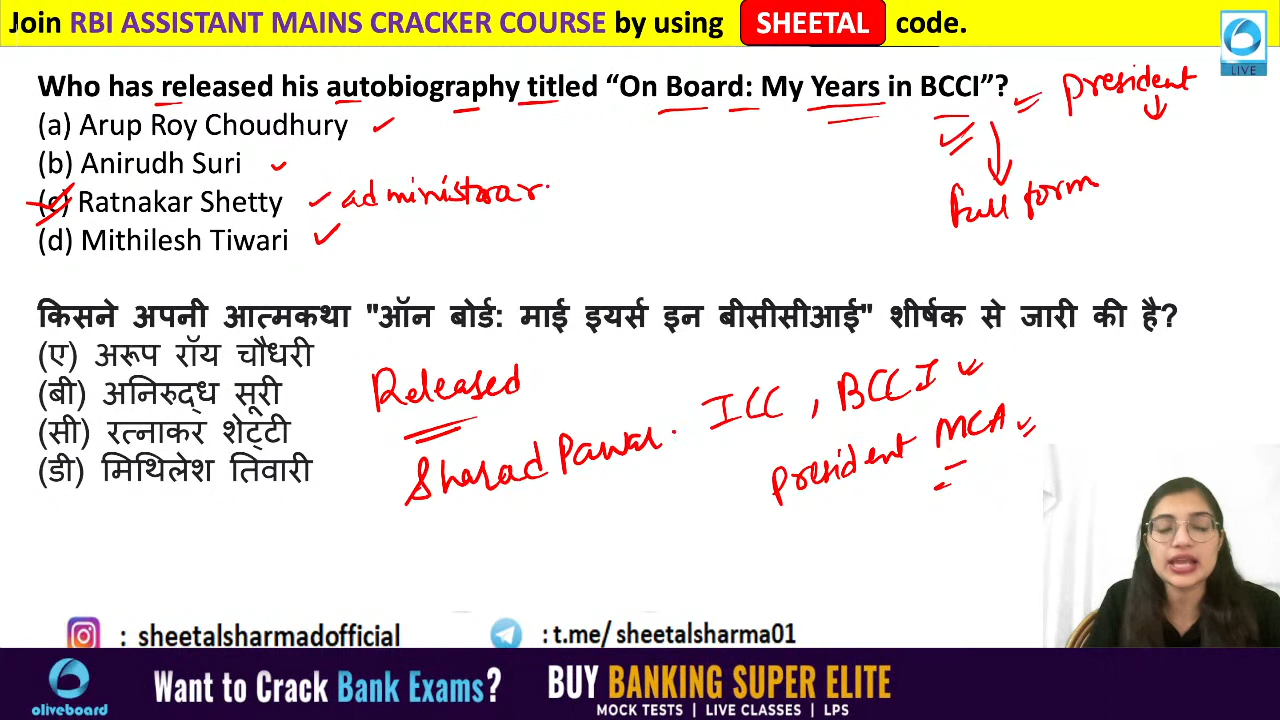 Join RBI ASSISTANT MAINS CRACKER COURSE by using SHEETAL code.
LIVE
Who has released his autobiography titled “On Board: My Years in BCCI”?
president
(a) Arup Roy Choudhury
(b) Anirudh Suri
(c) Ratnakar Shetty
administrar.
full form
(d) Mithilesh Tiwari
किसने अपनी आत्मकथा "ऑन बोर्ड: माई इयर्स इन बीसीसीआई" शीर्षक से जारी की है?
(ए) अरूप रॉय चौधरी
(बी) अनिरुद्ध सूरी
(सी) रत्नाकर शेट्टी
(डी) मिथिलेश तिवारी
Released
Sharad Pawar. ICC, BCCI
president MCA
: sheetalsharmadofficial
: t.me/ sheetalsharma01
oliveboard
Want to Crack Bank Exams?
BUY BANKING SUPER ELITE
MOCK TESTS | LIVE CLASSES | LPS